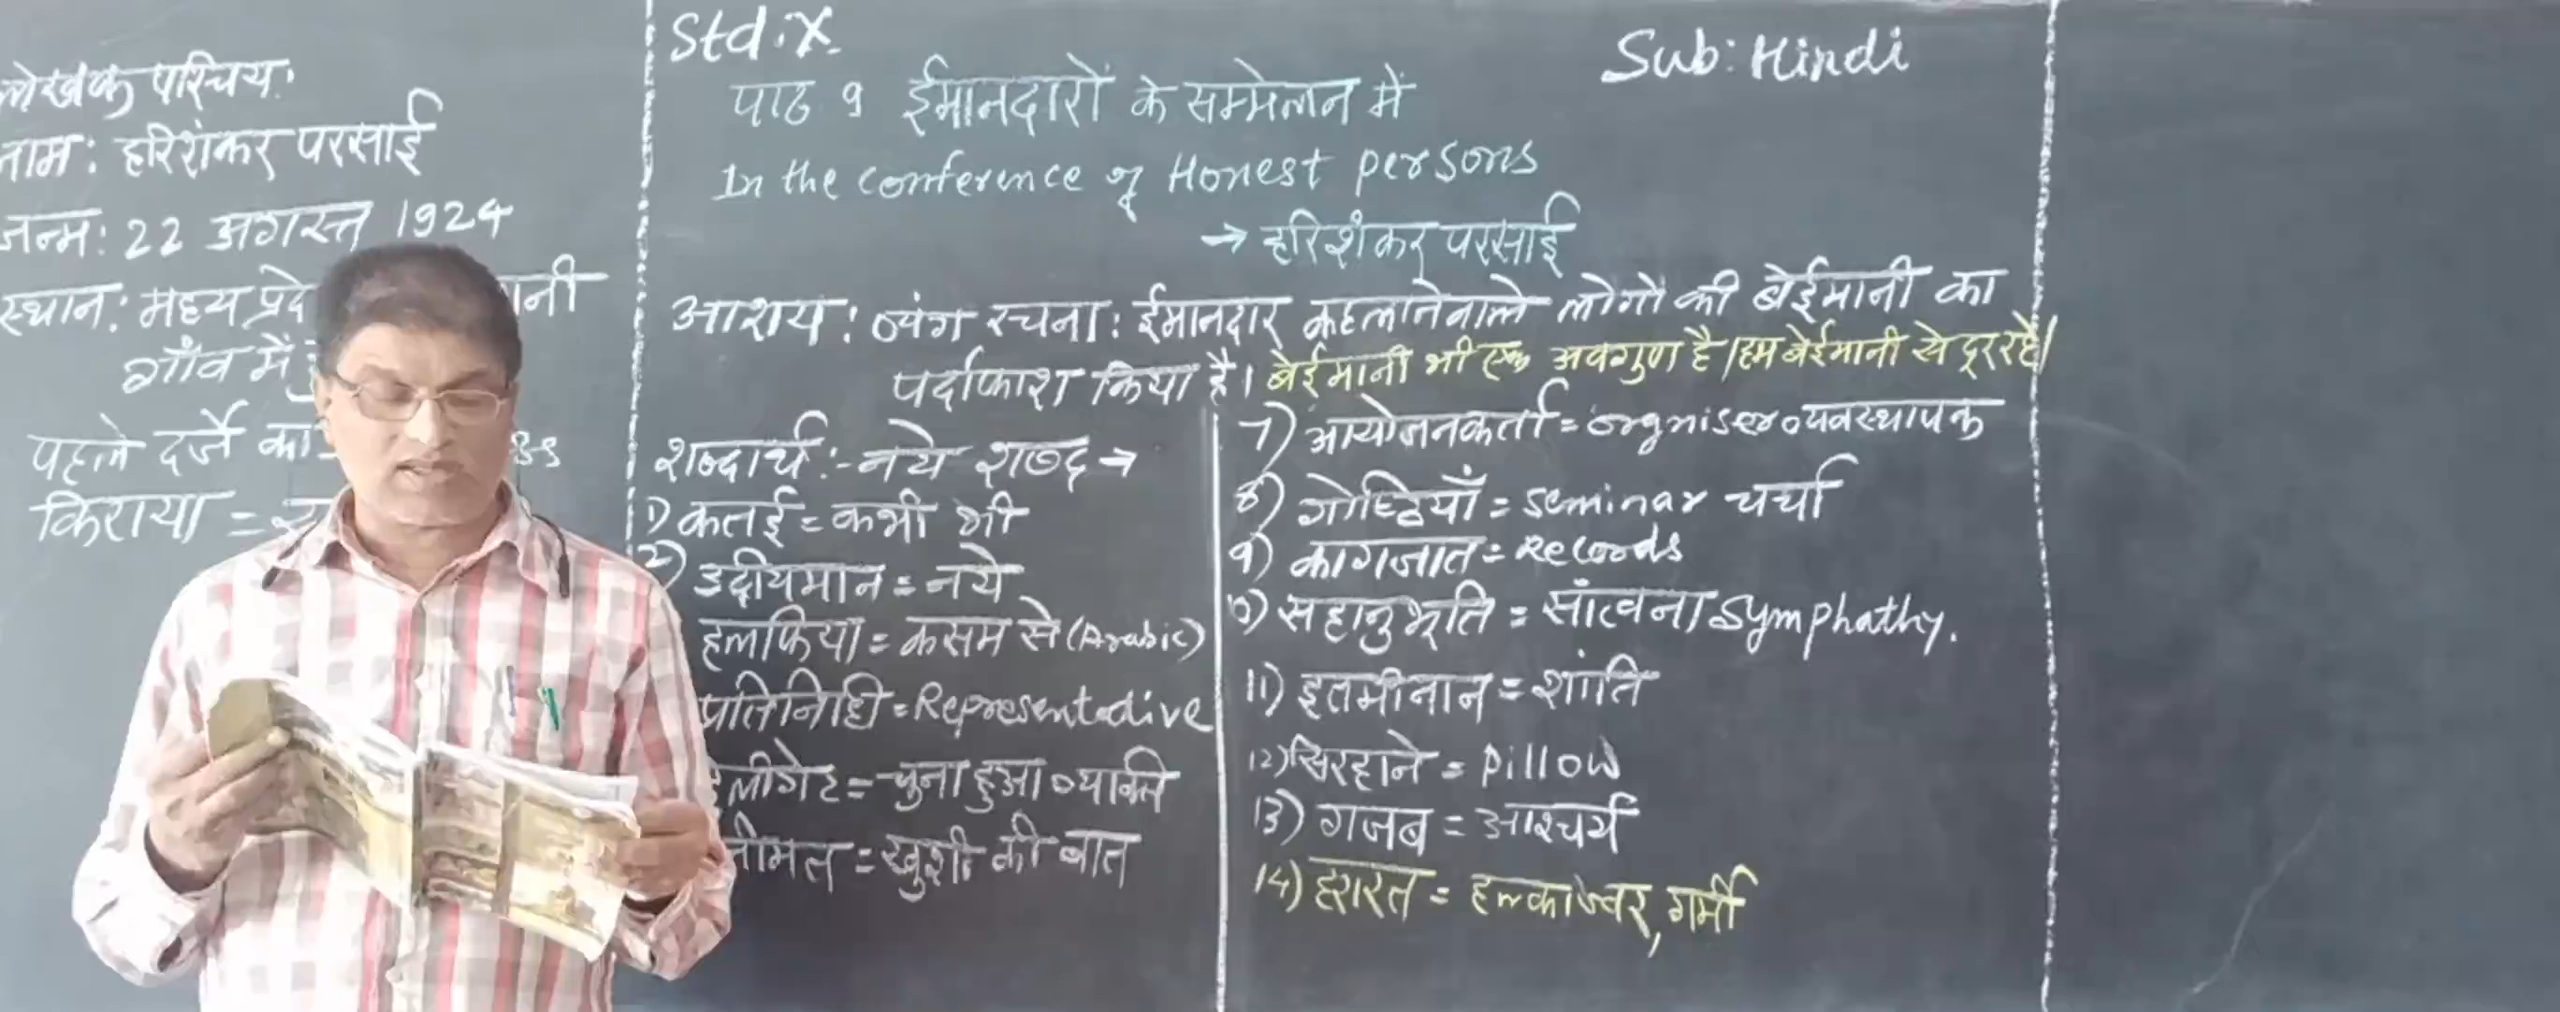 लेखक परिचय:
नाम: हरिशंकर परसाई
जन्म: 22 अगस्त 1924
स्थान: मध्य प्रदे
गाँव में
पहले दर्जे का
किराया =
Std: X.
Sub: Hindi
पाठ 9 ईमानदारों के सम्मेलन में
In the conference of Honest persons
→ हरिशंकर परसाई
आशय: व्यंग रचना: ईमानदार कहलानेवाले लोगों की बेईमानी का
पर्दाफाश किया है। बेईमानी भी एक अवगुण है। हम बेईमानी से दूर रहें।
शब्दार्थ:- नये शब्द →
1) कतई = कभी भी
2) उदीयमान = नये
हलफिया = कसम से (Arabic)
प्रतिनिधि = Representative
लीगेट = चुना हुआ व्यक्ति
नीमत = खुशी की बात
7) आयोजनकर्ता = orgniser व्यवस्थापक
8) गोष्ठियाँ = seminar चर्चा
9) कागजात = Records
10) सहानुभूति = सांत्वना Symphathy.
11) इतमीनान = शांति
12) सिरहाने = pillow
13) गजब = आश्चर्य
14) हरारत = हल्का ज्वर, गर्मी